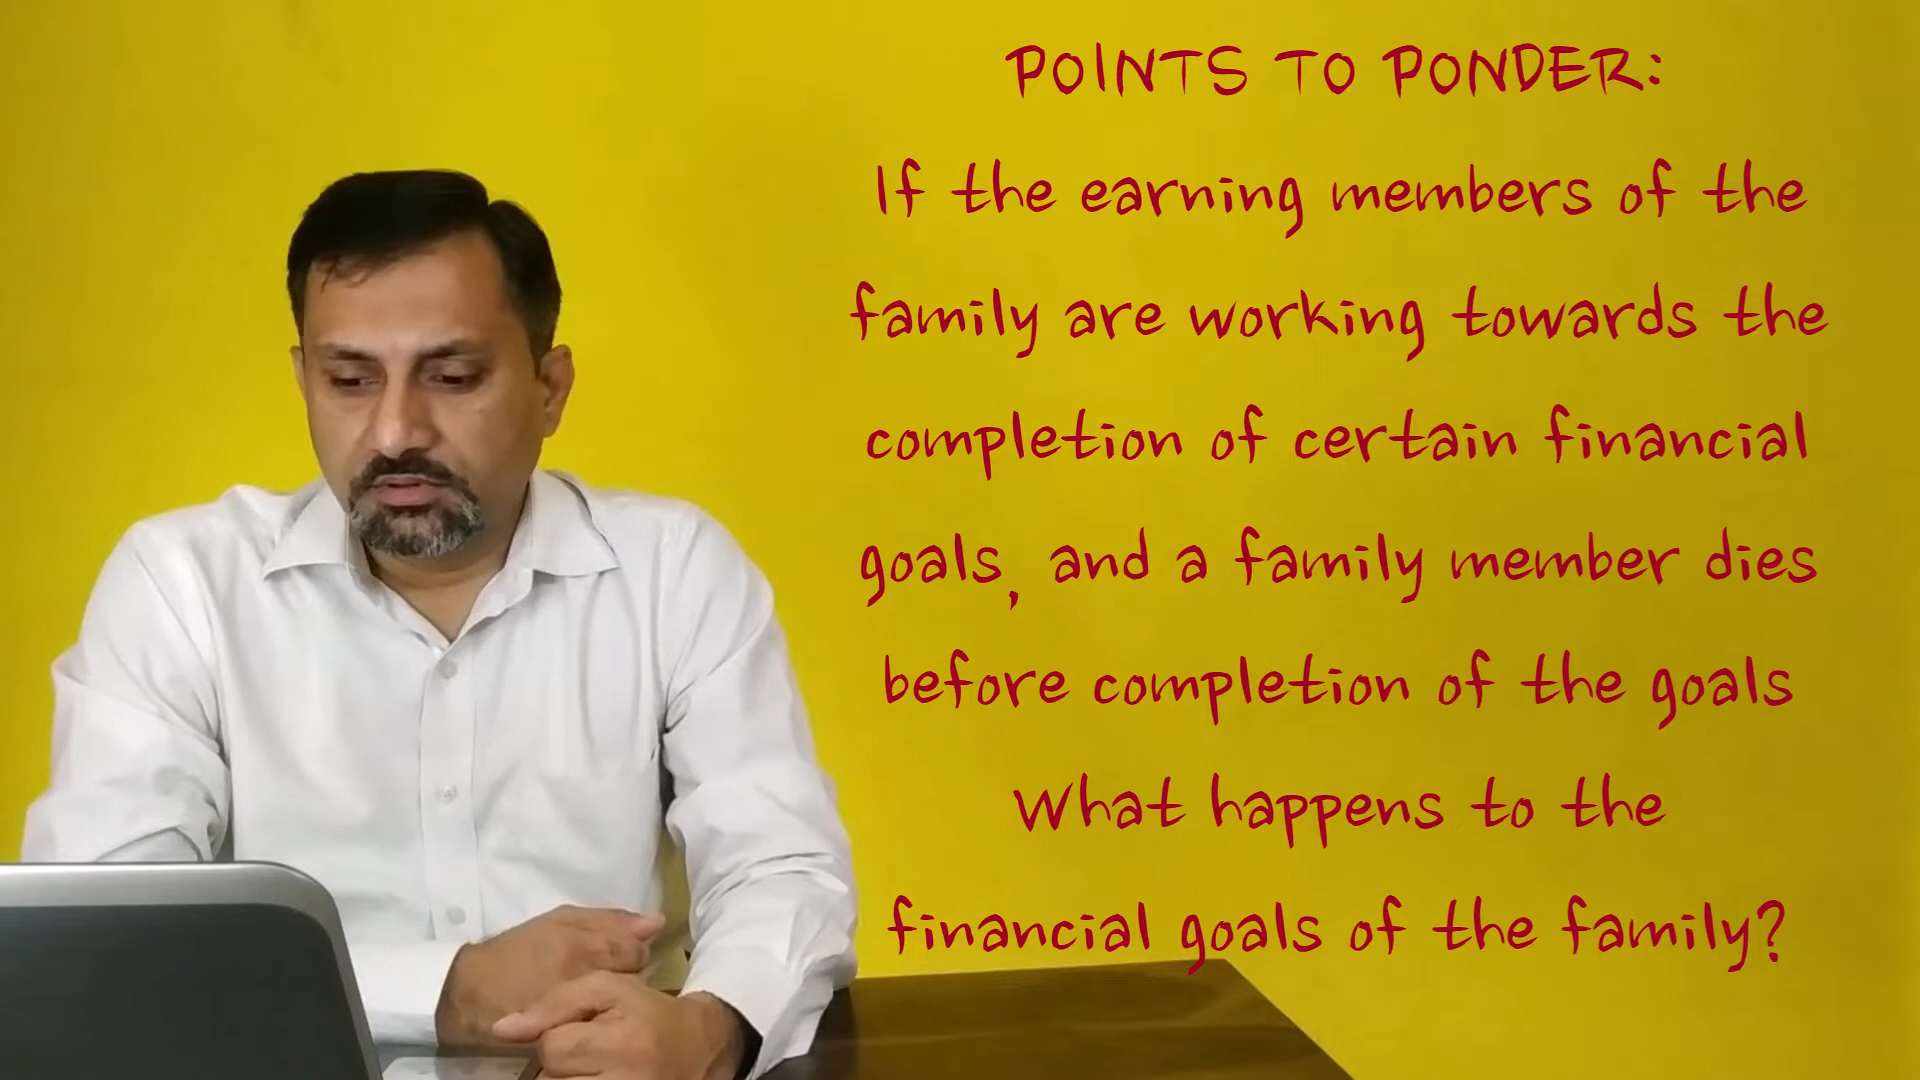 POINTS TO PONDER:
If the earning members of the
family are working towards the
completion of certain financial
goals, and a family member dies
before completion of the goals
What happens to the
financial goals of the family?